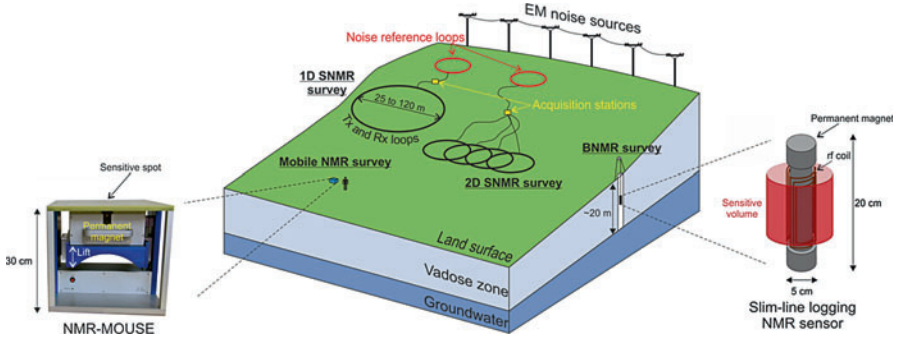 EM noise sources
Noise reference loops
1D SNMR
survey
25 to 120 m
Tx and Rx loops
Acquisition stations
2D SNMR survey
BNMR
survey
~20 m
Mobile NMR survey
Land surface
Vadose zone
Groundwater
Sensitive spot
Permanent
magnet
Lift
30 cm
NMR-MOUSE
Permanent magnet
rf coil
Sensitive
volume
20 cm
5 cm
Slim-line logging
NMR sensor